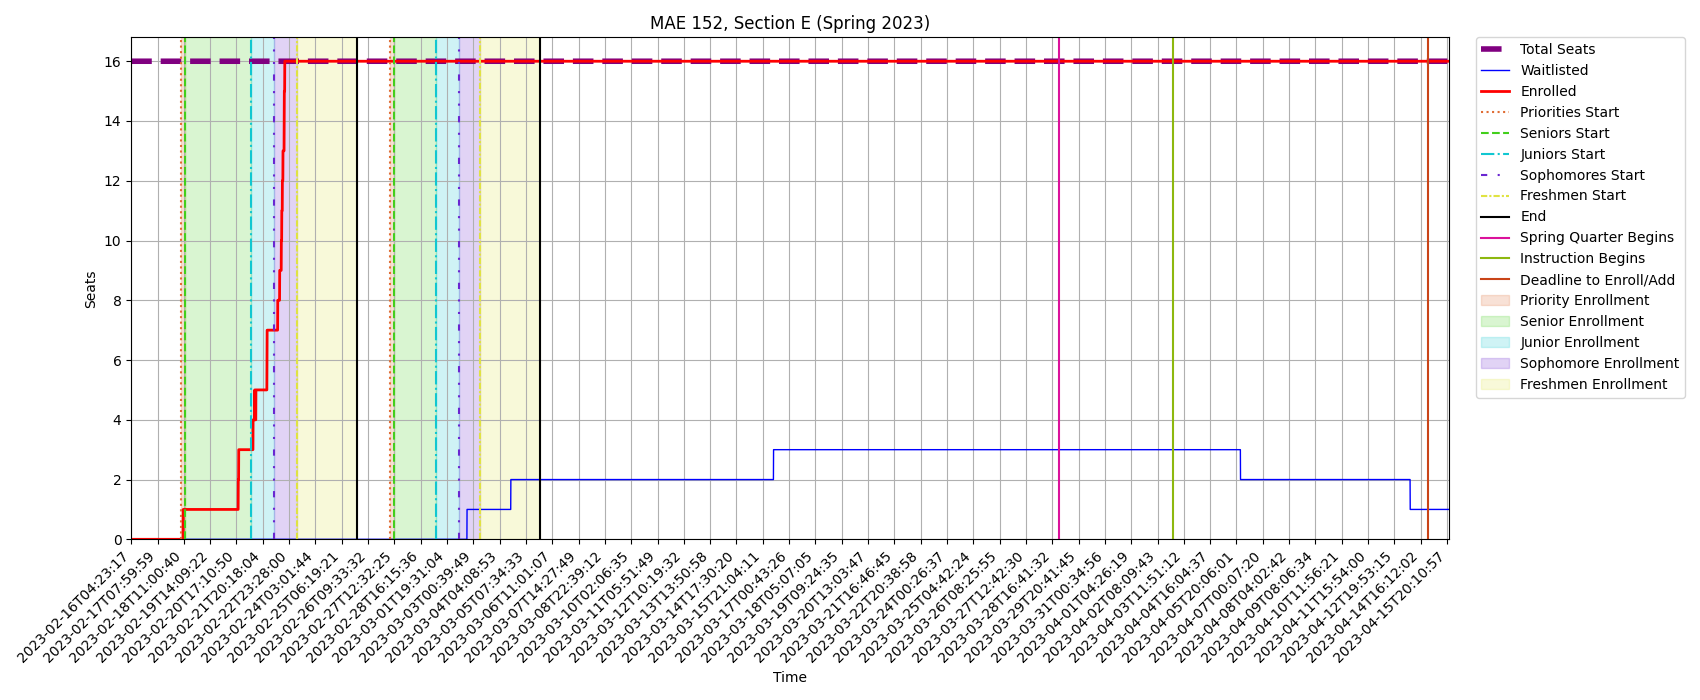 MAE 152, Section E (Spring 2023)
Seats
16
14
12
10
8
6
4
2
0
2023-02-16T04:23:17
2023-02-17T07:59:59
2023-02-18T11:00:40
2023-02-19T14:09:22
2023-02-20T17:10:50
2023-02-21T20:18:04
2023-02-22T23:28:00
2023-02-24T03:01:44
2023-02-25T06:19:21
2023-02-26T09:33:32
2023-02-27T12:32:25
2023-02-28T16:15:36
2023-03-01T19:31:04
2023-03-03T00:39:49
2023-03-04T04:08:53
2023-03-05T07:34:33
2023-03-06T11:01:07
2023-03-07T14:27:49
2023-03-08T22:39:12
2023-03-10T02:06:35
2023-03-11T05:51:49
2023-03-12T10:19:32
2023-03-13T13:50:58
2023-03-14T17:30:20
2023-03-15T21:04:11
2023-03-17T00:43:26
2023-03-18T05:07:05
2023-03-19T09:24:35
2023-03-20T13:03:47
2023-03-21T16:46:45
2023-03-22T20:38:58
2023-03-24T00:26:37
2023-03-25T04:42:24
2023-03-26T08:25:55
2023-03-27T12:42:30
2023-03-28T16:41:32
2023-03-29T20:41:45
2023-03-31T00:34:56
2023-04-01T04:26:19
2023-04-02T08:09:43
2023-04-03T11:51:12
2023-04-04T16:04:37
2023-04-05T20:06:01
2023-04-07T00:07:20
2023-04-08T04:02:42
2023-04-09T08:06:34
2023-04-10T11:56:21
2023-04-11T15:54:00
2023-04-12T19:53:15
2023-04-14T16:12:02
2023-04-15T20:10:57
Time
Total Seats
Waitlisted
Enrolled
Priorities Start
Seniors Start
Juniors Start
Sophomores Start
Freshmen Start
End
Spring Quarter Begins
Instruction Begins
Deadline to Enroll/Add
Priority Enrollment
Senior Enrollment
Junior Enrollment
Sophomore Enrollment
Freshmen Enrollment